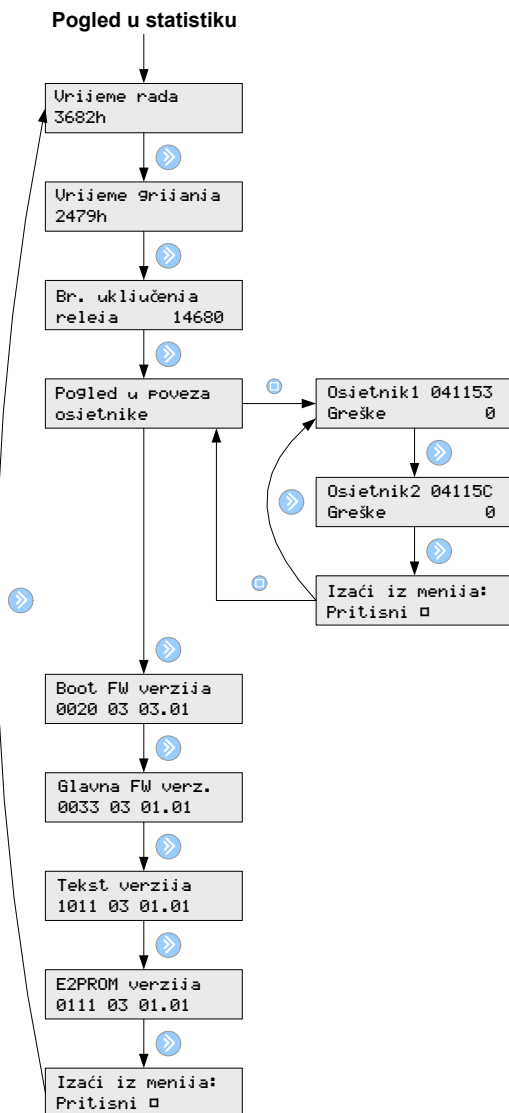 Pogled u statistiku
Vrijeme rada
3682h
Vrijeme grijanja
2479h
Br. uključenja
releja 14680
Pogled u poveza
osjetnike
Osjetnik1 041153
Greške 0
Osjetnik2 04115C
Greške 0
Izaći iz menija:
Pritisni □
Boot FW verzija
0020 03 03.01
Glavna FW verz.
0033 03 01.01
Tekst verzija
1011 03 01.01
E2PROM verzija
0111 03 01.01
Izaći iz menija:
Pritisni □